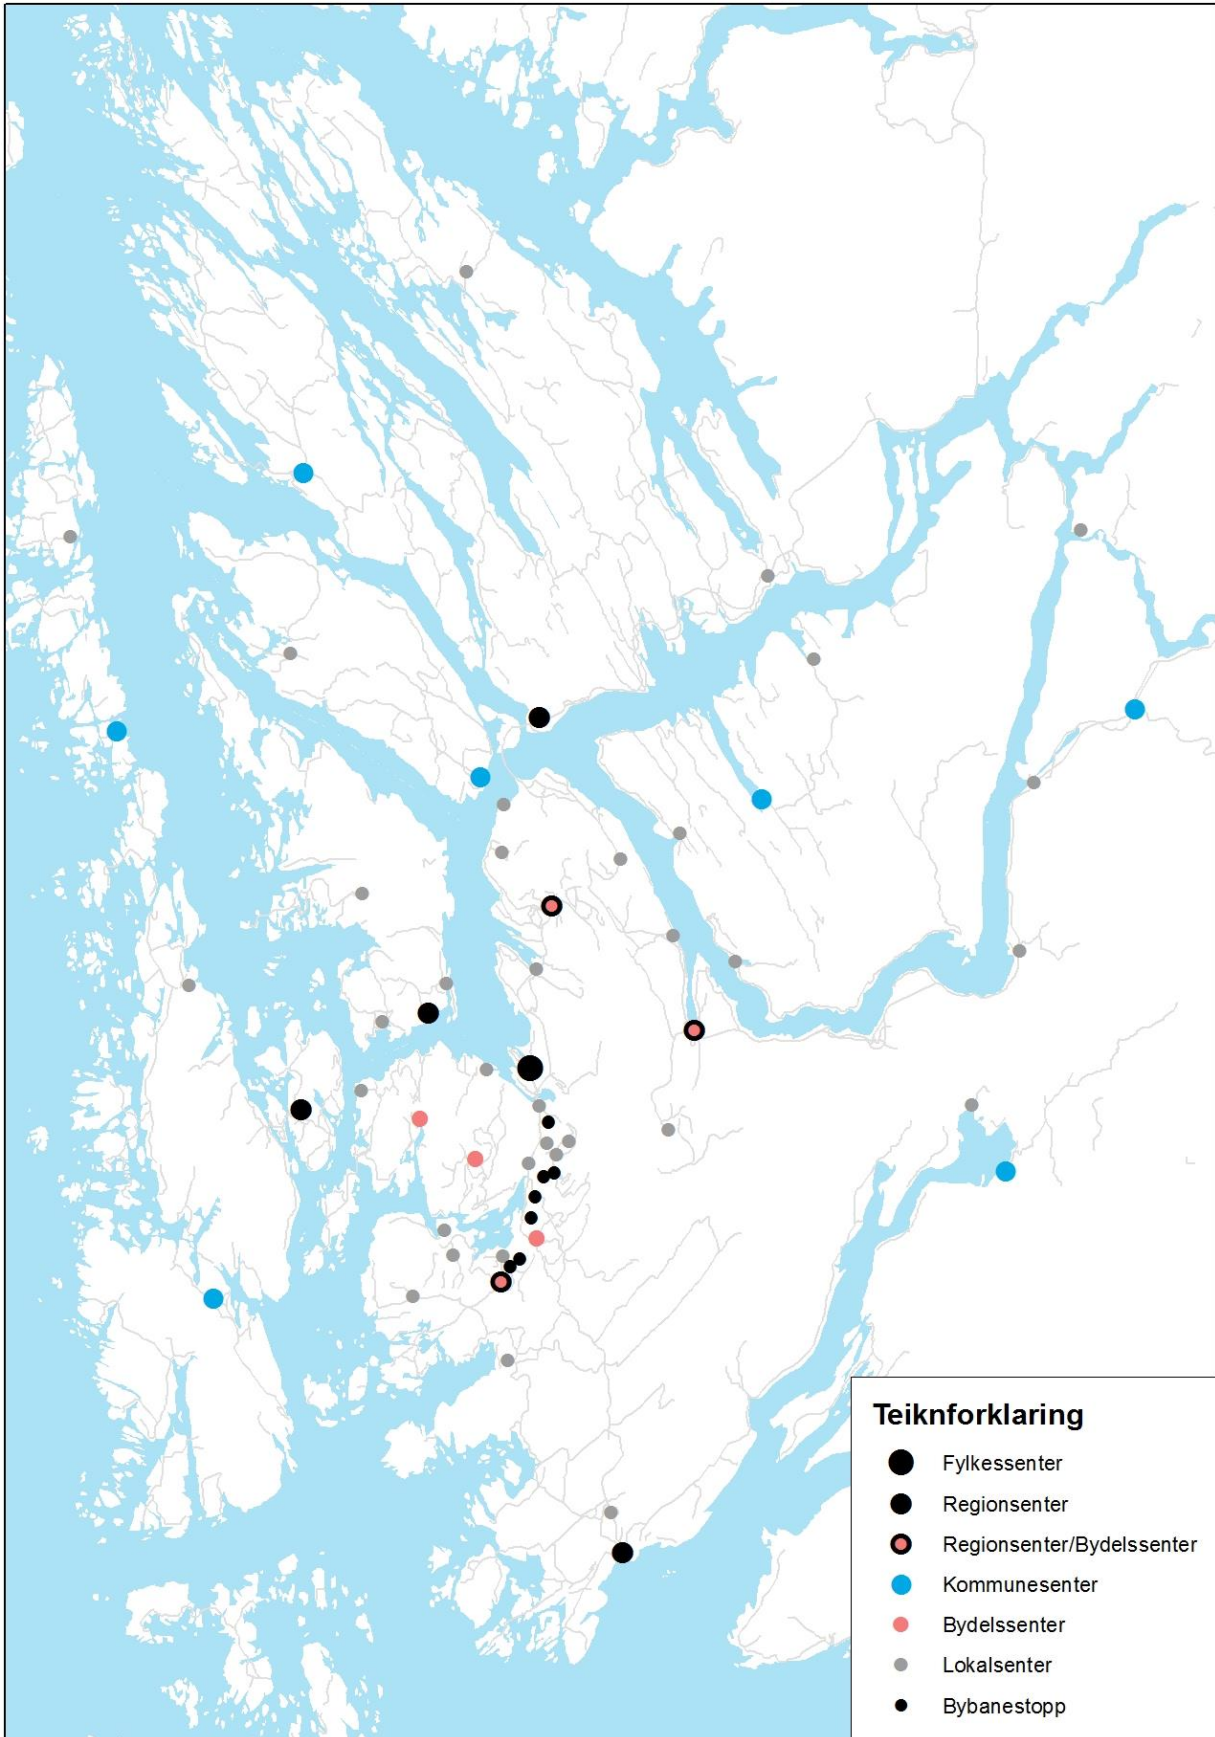 Teiknforklaring
Fylkessenter
Regionsenter
Regionsenter/Bydelssenter
Kommunesenter
Bydelssenter
Lokalsenter
Bybanestopp